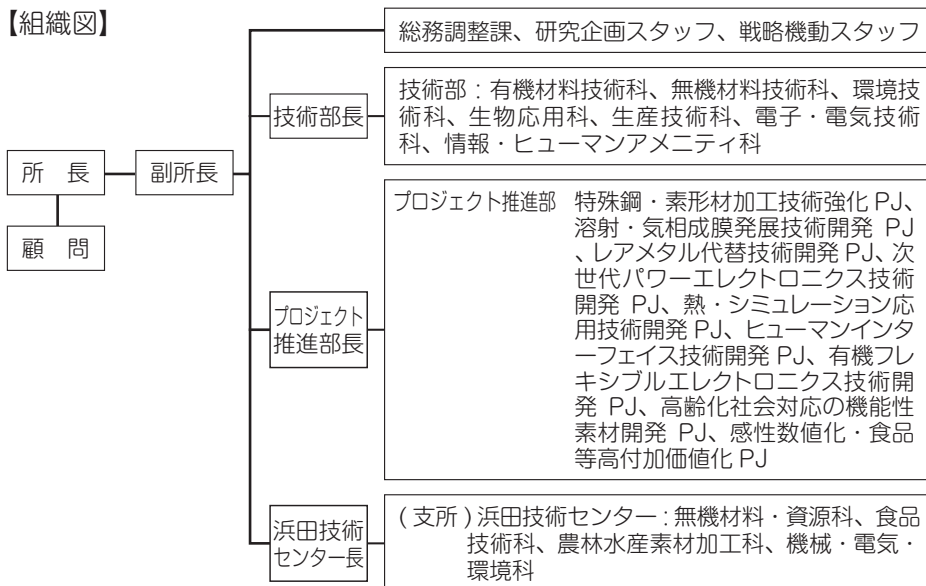 【組織図】
総務調整課、研究企画スタッフ、戦略機動スタッフ
技術部長
技術部：有機材料技術科、無機材料技術科、環境技
術科、生物応用科、生産技術科、電子・電気技術
科、情報・ヒューマンアメニティ科
所　長
副所長
顧　問
プロジェクト
推進部長
プロジェクト推進部　特殊鋼・素形材加工技術強化 PJ、
溶射・気相成膜発展技術開発 PJ
、レアメタル代替技術開発 PJ、次
世代パワーエレクトロニクス技術
開発 PJ、熱・シミュレーション応
用技術開発 PJ、ヒューマンインタ
ーフェイス技術開発 PJ、有機フレ
キシブルエレクトロニクス技術開
発 PJ、高齢化社会対応の機能性
素材開発 PJ、感性数値化・食品
等高付加価値化 PJ
浜田技術
センター長
( 支所 ) 浜田技術センター：無機材料・資源科、食品
技術科、農林水産素材加工科、機械・電気・
環境科